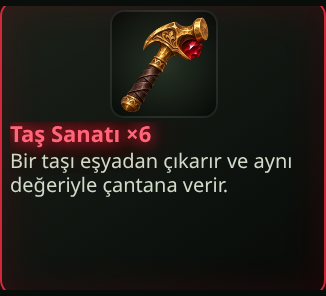 Taş Sanatı ×6
Bir taşı eşyadan çıkarır ve aynı
değeriyle çantana verir.